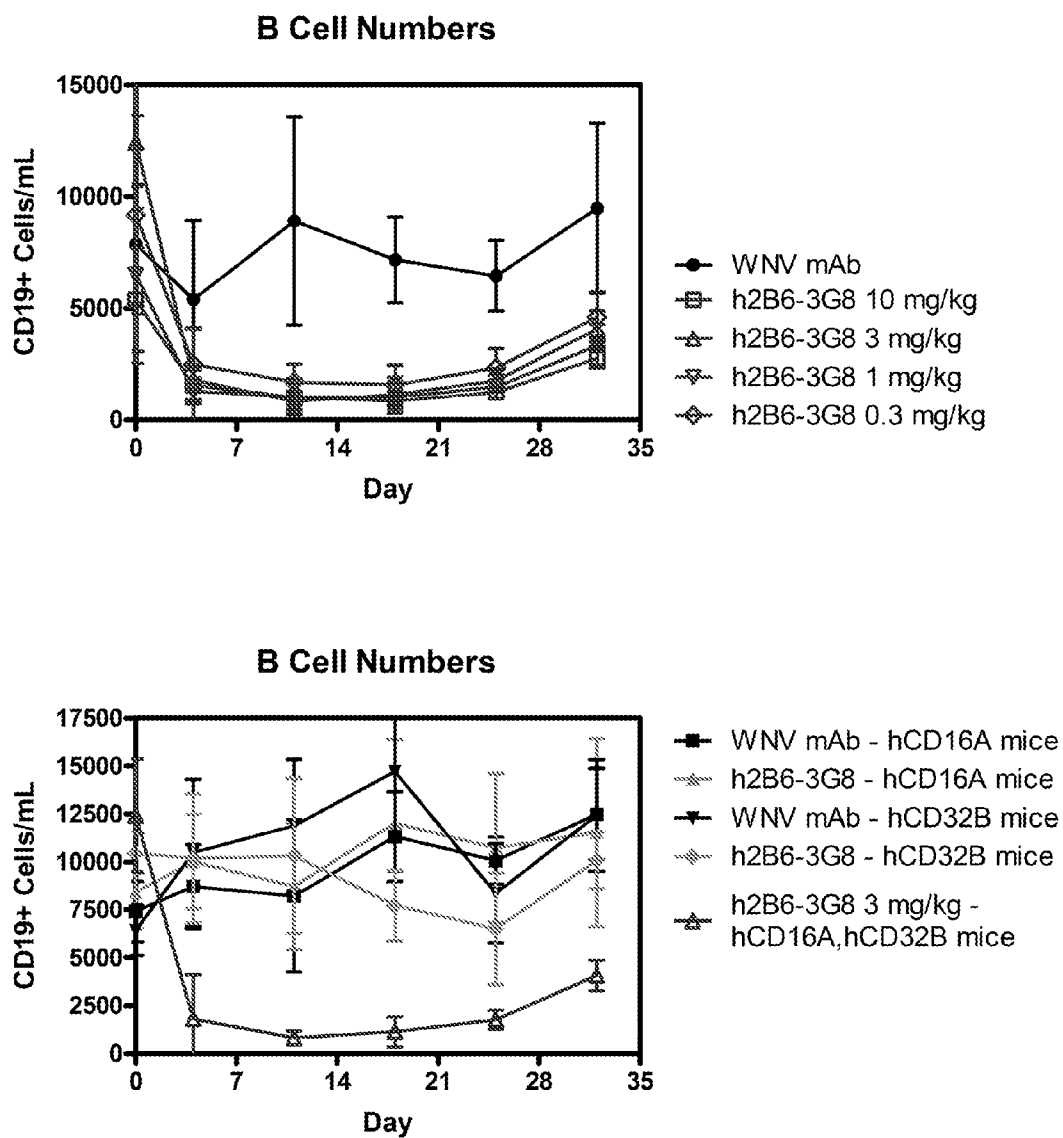 B Cell Numbers
15000
10000
5000
0
CD19+ Cells/mL
0 7 14 21 28 35
Day
WNV mAb
h2B6-3G8 10 mg/kg
h2B6-3G8 3 mg/kg
h2B6-3G8 1 mg/kg
h2B6-3G8 0.3 mg/kg
B Cell Numbers
17500
15000
12500
10000
7500
5000
2500
0
CD19+ Cells/mL
0 7 14 21 28 35
Day
WNV mAb - hCD16A mice
h2B6-3G8 - hCD16A mice
WNV mAb - hCD32B mice
h2B6-3G8 - hCD32B mice
h2B6-3G8 3 mg/kg -
hCD16A,hCD32B mice